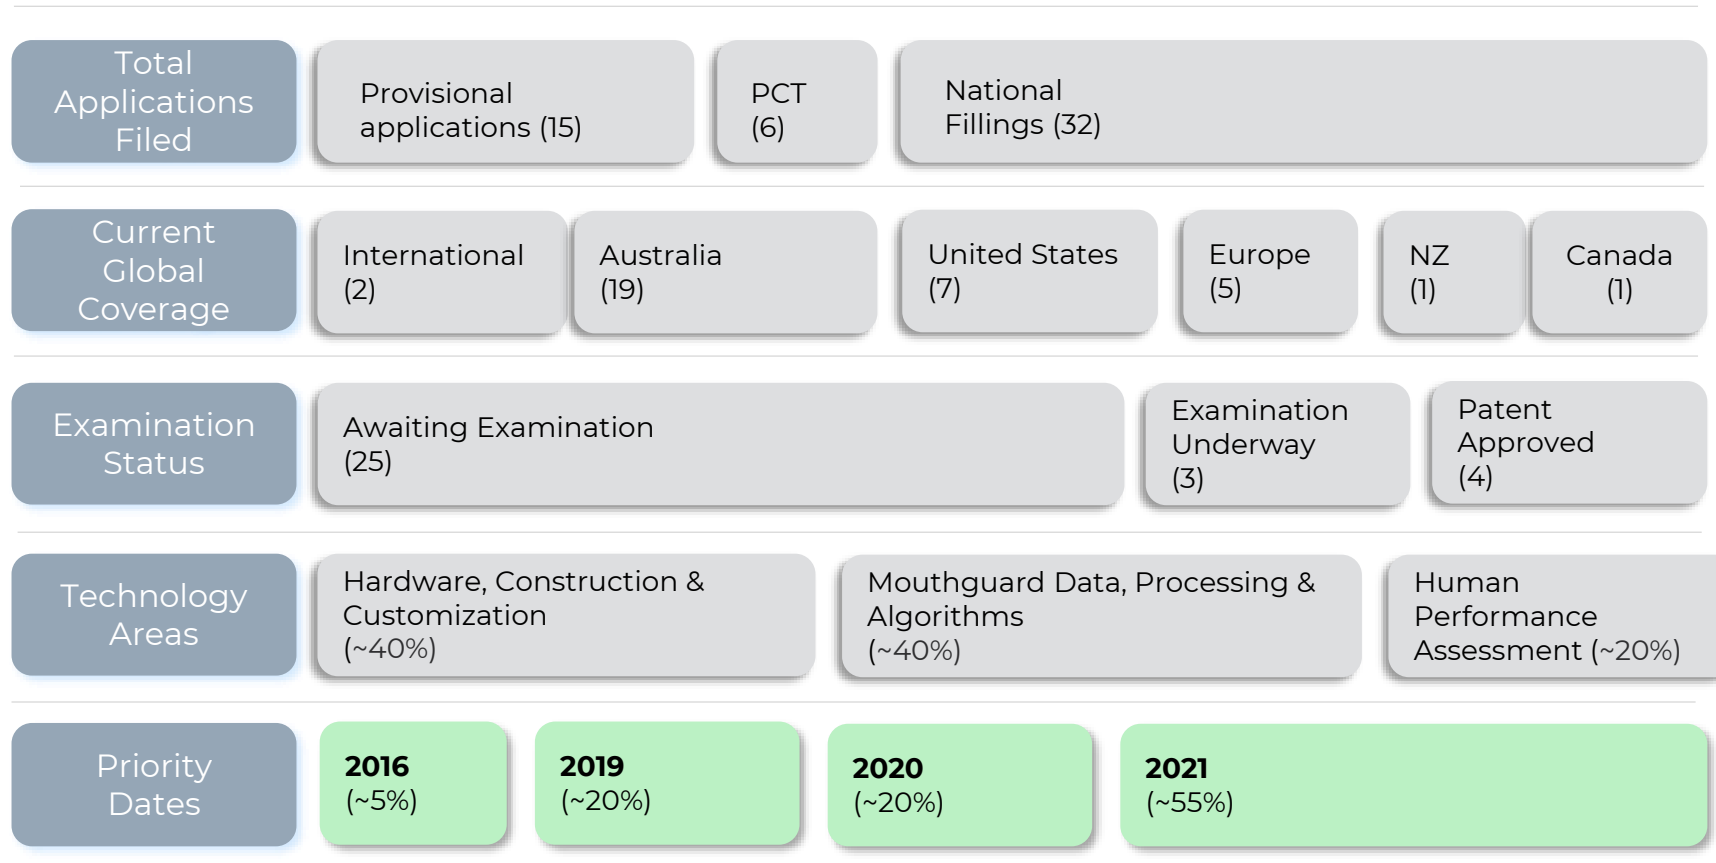 Total
Applications
Filed
Provisional
applications (15)
PCT
(6)
National
Fillings (32)
Current
Global
Coverage
International
(2)
Australia
(19)
United States
(7)
Europe
(5)
NZ
(1)
Canada
(1)
Examination
Status
Awaiting Examination
(25)
Examination
Underway
(3)
Patent
Approved
(4)
Technology
Areas
Hardware, Construction &
Customization
(~40%)
Mouthguard Data, Processing &
Algorithms
(~40%)
Human
Performance
Assessment (~20%)
Priority
Dates
2016
(~5%)
2019
(~20%)
2020
(~20%)
2021
(~55%)